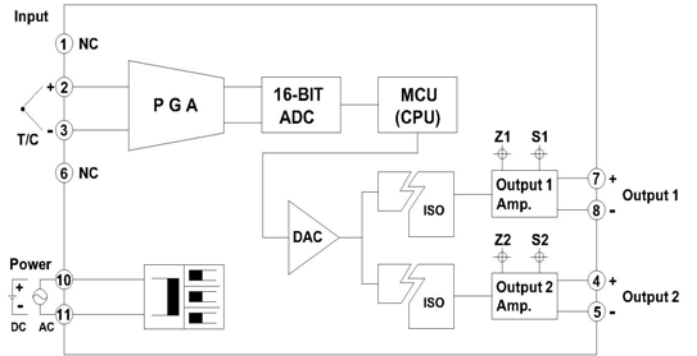 Input
1 NC
+ 2
- 3
T/C
6 NC
P G A
16-BIT
ADC
MCU
(CPU)
DAC
ISO
ISO
Z1 S1
Output 1
Amp.
7 +
8 -
Output 1
Z2 S2
Output 2
Amp.
4 +
5 -
Output 2
Power
10
+
-
11
DC AC